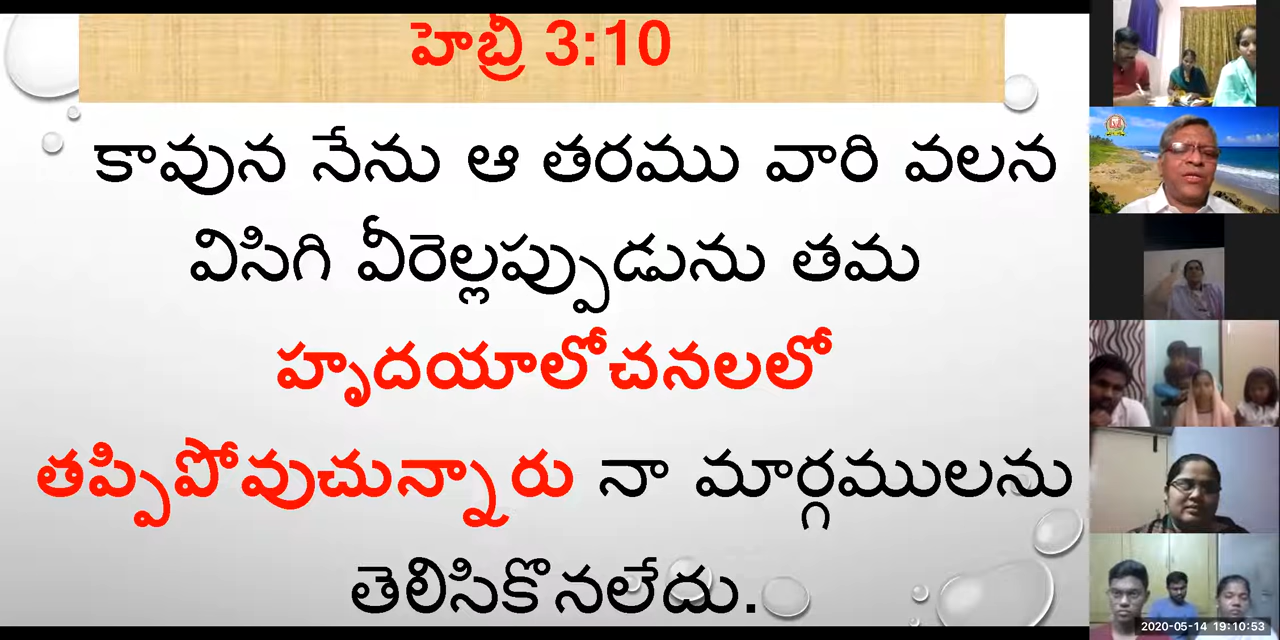 హెబ్రీ 3:10
కావున నేను ఆ తరము వారి వలన
విసిగి వీరెల్లప్పుడును తమ
హృదయాలోచనలలో
తప్పిపోవుచున్నారు నా మార్గములను
తెలిసికొనలేదు.
2020-05-14 19:10:53